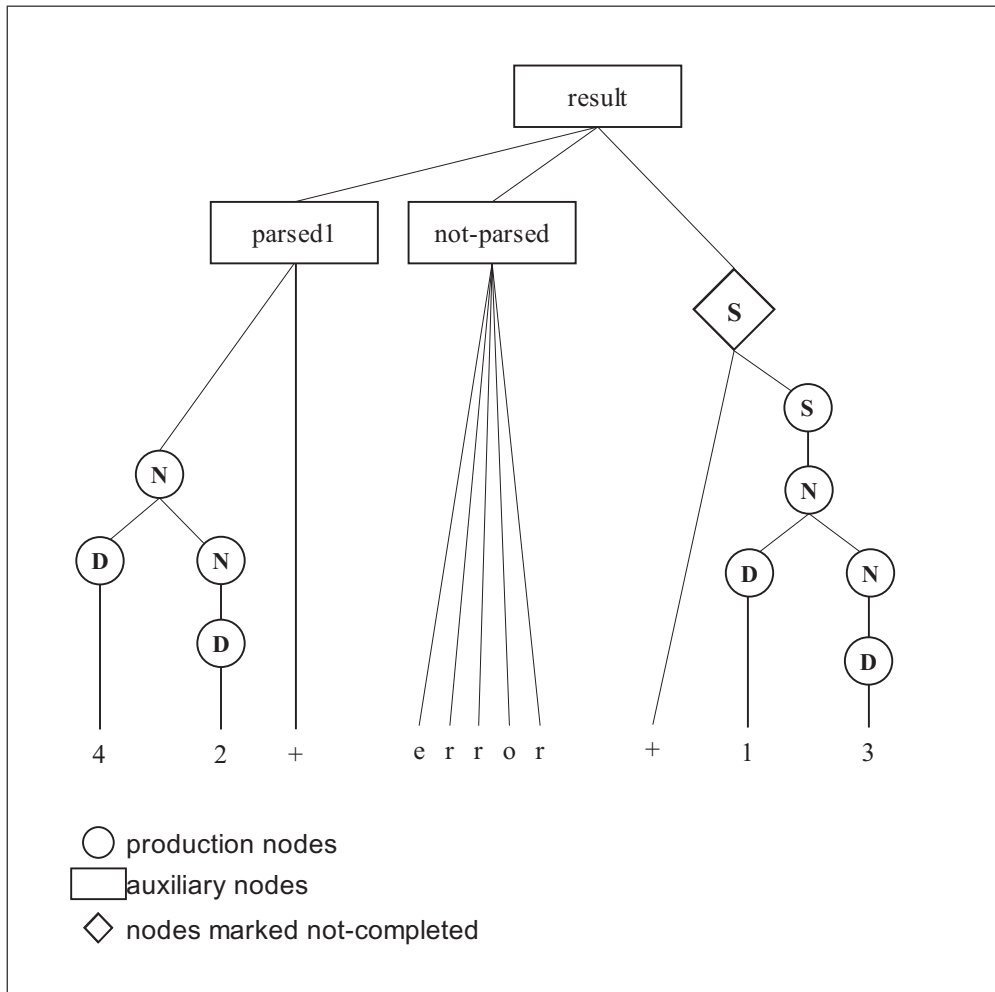 result
parsed1 not-parsed
S
S
N N
D N D N
D D
4 2 + e r r o r + 1 3
production nodes
auxiliary nodes
nodes marked not-completed